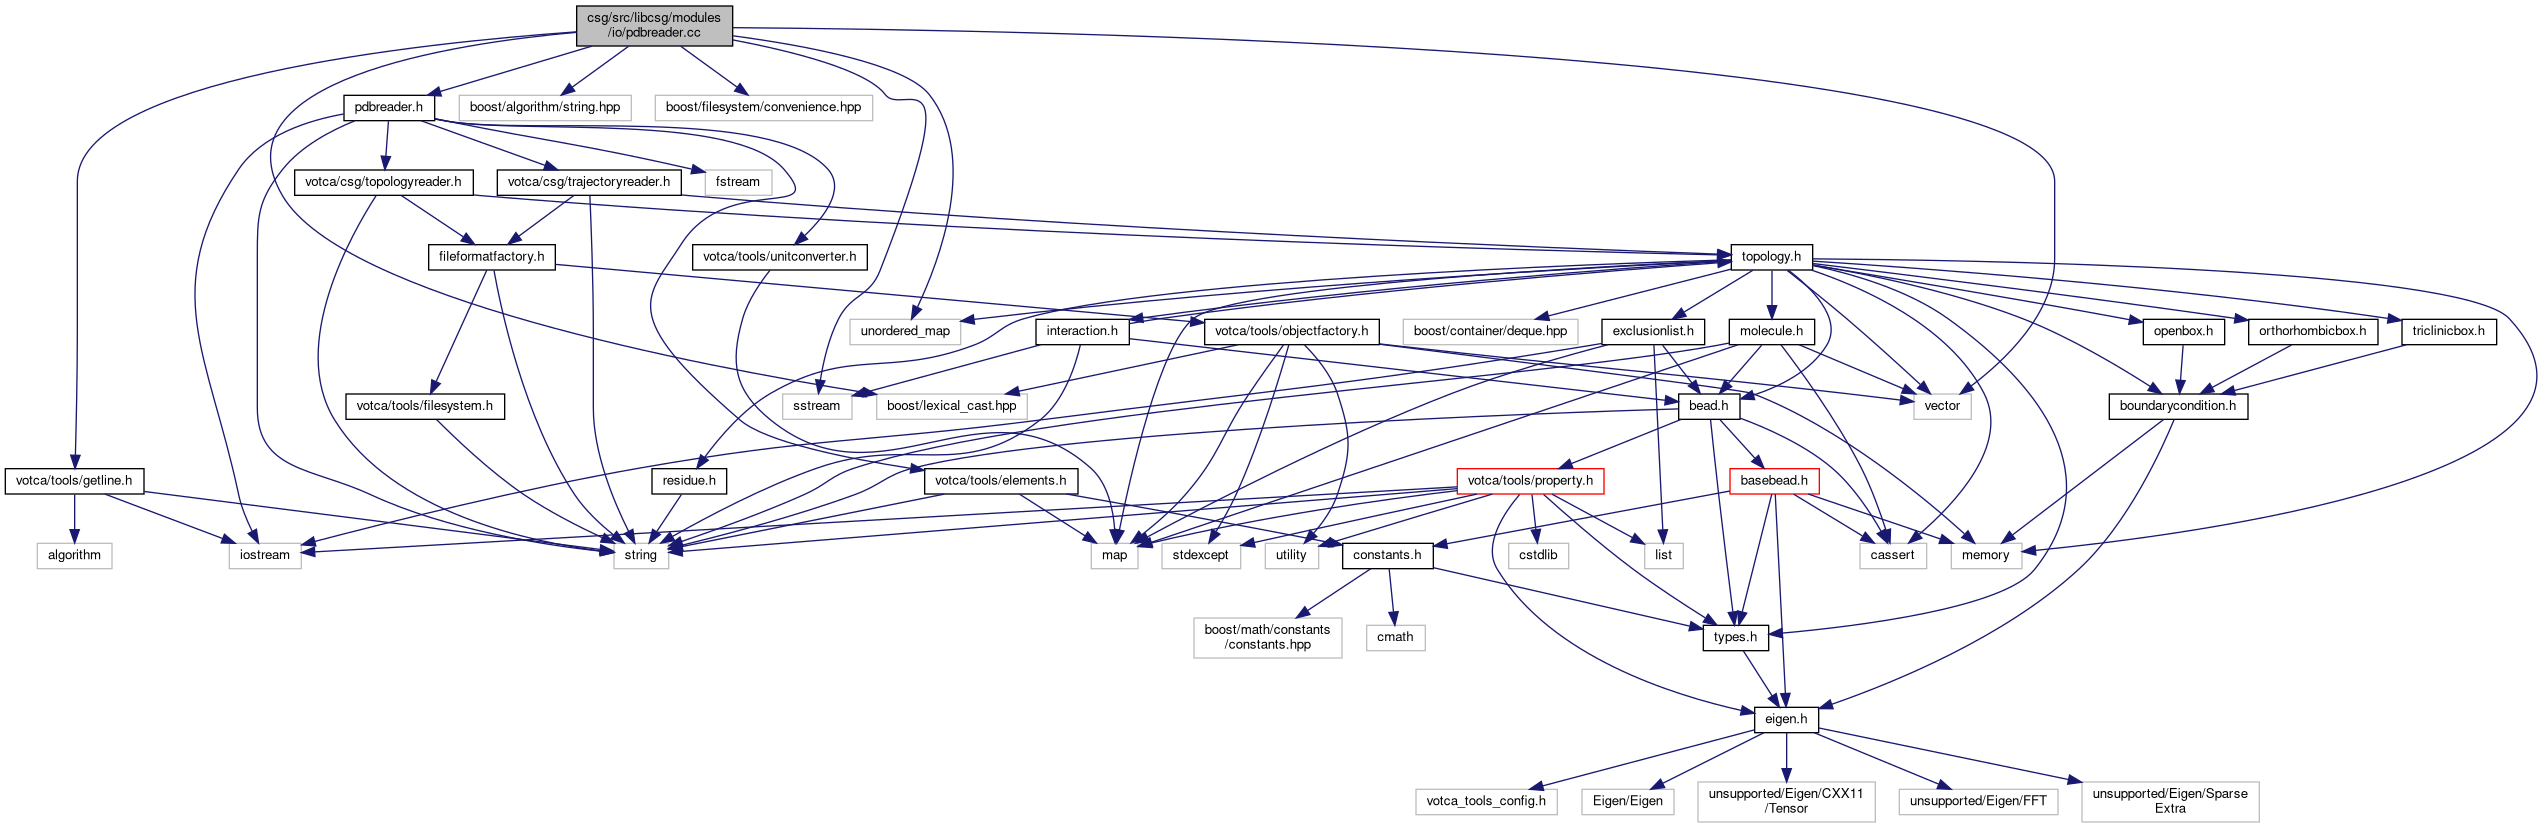 csg/src/libcsg/modules
/io/pdbreader.cc
pdbreader.h
boost/algorithm/string.hpp
boost/filesystem/convenience.hpp
votca/csg/topologyreader.h
votca/csg/trajectoryreader.h
fstream
fileformatfactory.h
votca/tools/unitconverter.h
topology.h
unordered_map
interaction.h
votca/tools/objectfactory.h
boost/container/deque.hpp
exclusionlist.h
molecule.h
openbox.h
orthorhombicbox.h
triclinicbox.h
votca/tools/filesystem.h
sstream
boost/lexical_cast.hpp
bead.h
vector
boundarycondition.h
votca/tools/getline.h
residue.h
votca/tools/elements.h
votca/tools/property.h
basebead.h
algorithm
iostream
string
map
stdexcept
utility
constants.h
cstdlib
list
cassert
memory
boost/math/constants
/constants.hpp
cmath
types.h
eigen.h
votca_tools_config.h
Eigen/Eigen
unsupported/Eigen/CXX11
/Tensor
unsupported/Eigen/FFT
unsupported/Eigen/Sparse
Extra